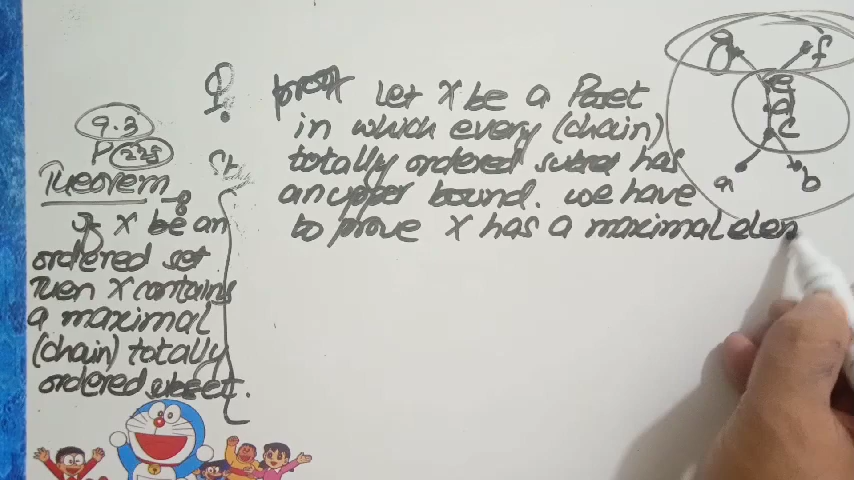 9.3
P 225
Theorem
If X be an
ordered set
Then X contains
a maximal
(chain) totally
ordered subset.
proof Let X be a Poset
in which every (chain)
totally ordered subset has
an upper bound. we have
to prove X has a maximal elem
g f
e
d
c
a b